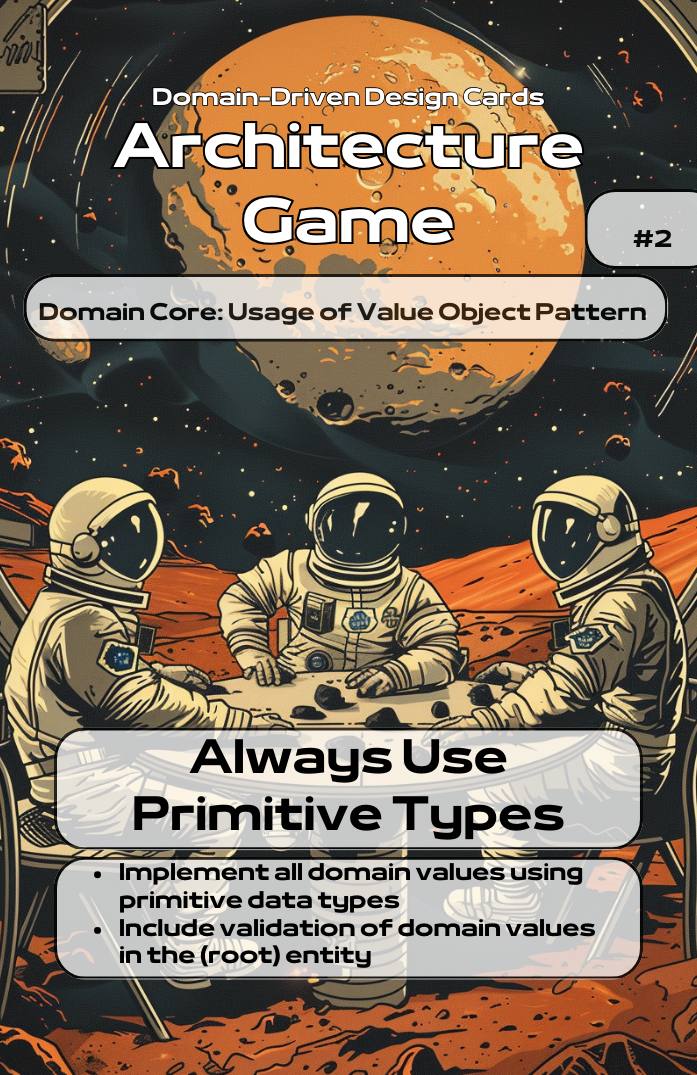 Domain-Driven Design Cards
Architecture
Game
#2
Domain Core: Usage of Value Object Pattern
Always Use
Primitive Types
• Implement all domain values using
primitive data types
• Include validation of domain values
in the (root) entity